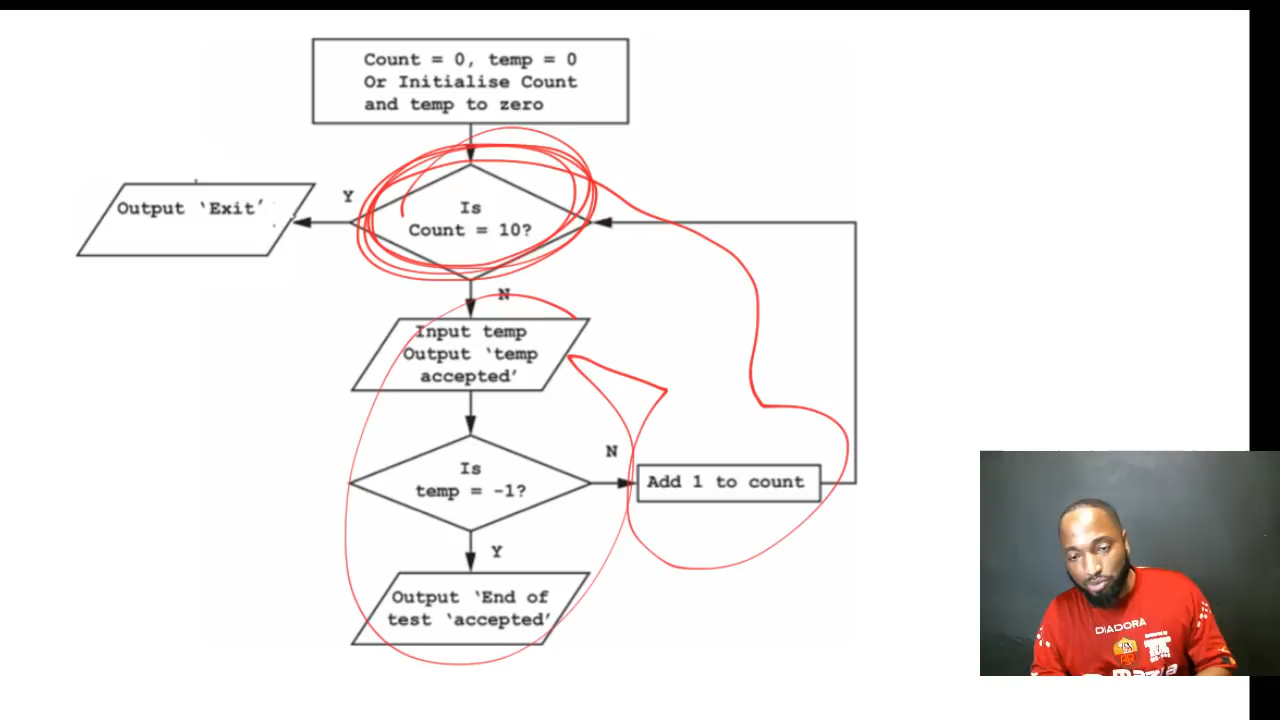 Count = 0, temp = 0
Or Initialise Count
and temp to zero
Y
Output ‘Exit’
Is
Count = 10?
N
Input temp
Output ‘temp
accepted’
Is
temp = -1?
N
Add 1 to count
Y
Output ‘End of
test ‘accepted’
DIADORA